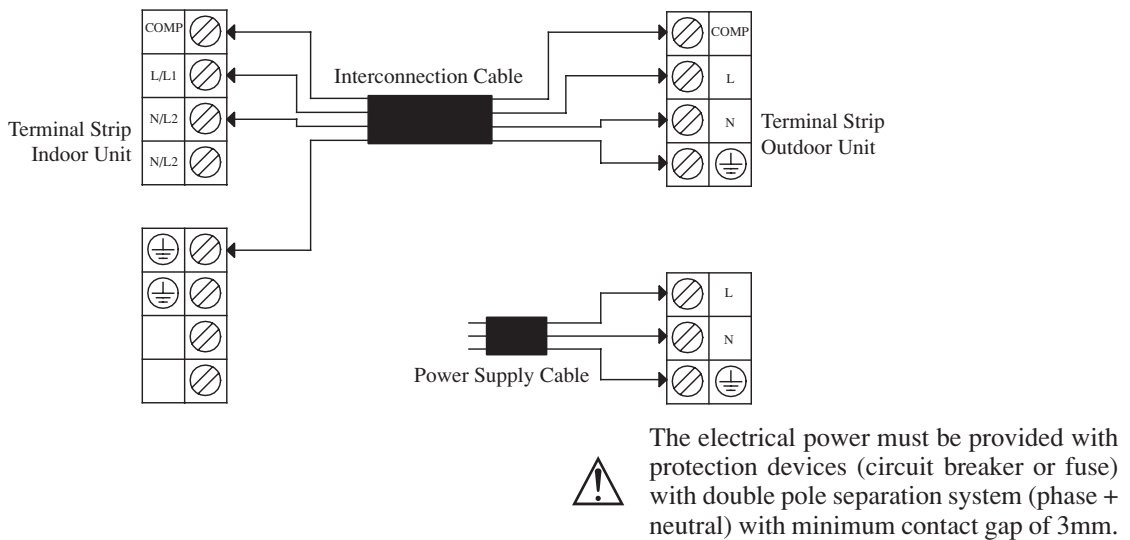 COMP
L/L1
N/L2
N/L2
Terminal Strip
Indoor Unit
Interconnection Cable
COMP
L
N
Terminal Strip
Outdoor Unit
L
N
Power Supply Cable
The electrical power must be provided with
protection devices (circuit breaker or fuse)
with double pole separation system (phase +
neutral) with minimum contact gap of 3mm.